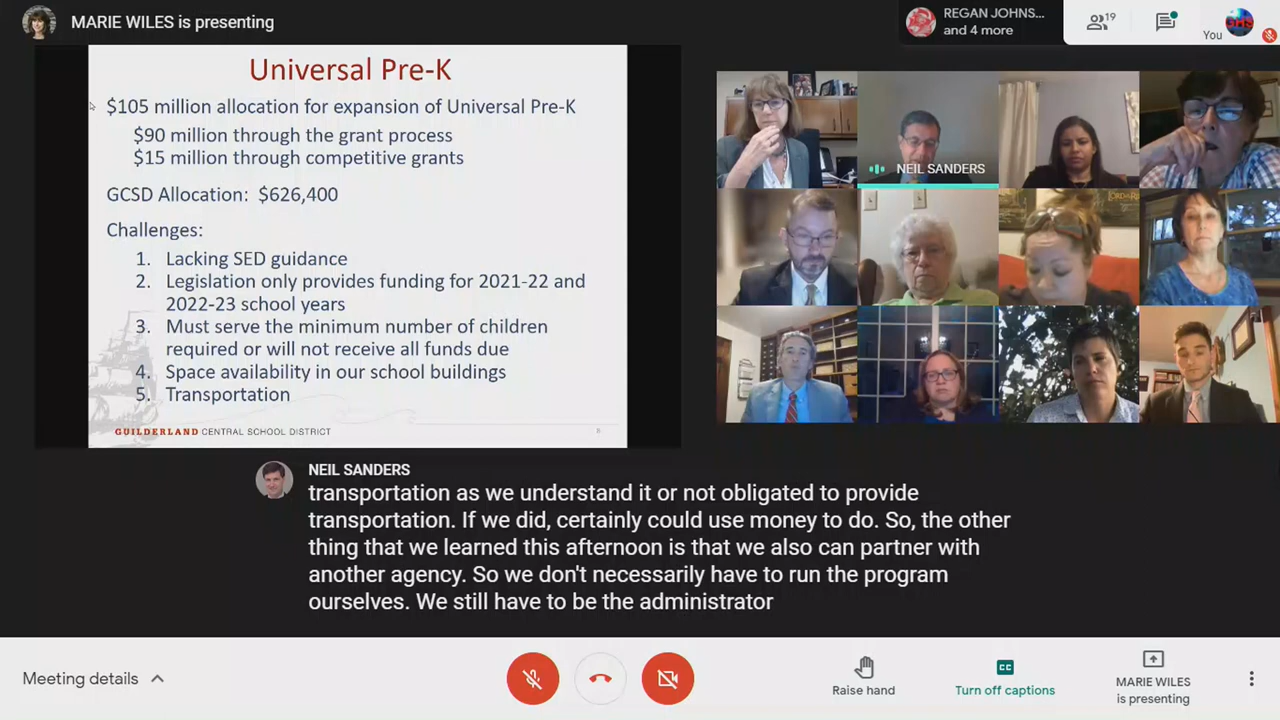 MARIE WILES is presenting
REGAN JOHNS...
and 4 more
19
You
GHS
Universal Pre-K
$105 million allocation for expansion of Universal Pre-K
$90 million through the grant process
$15 million through competitive grants
GCSD Allocation: $626,400
Challenges:
1. Lacking SED guidance
2. Legislation only provides funding for 2021-22 and
2022-23 school years
3. Must serve the minimum number of children
required or will not receive all funds due
4. Space availability in our school buildings
5. Transportation
GUILDERLAND CENTRAL SCHOOL DISTRICT
NEIL SANDERS
NEIL SANDERS
transportation as we understand it or not obligated to provide
transportation. If we did, certainly could use money to do. So, the other
thing that we learned this afternoon is that we also can partner with
another agency. So we don't necessarily have to run the program
ourselves. We still have to be the administrator
Meeting details
Raise hand
CC
Turn off captions
MARIE WILES
is presenting